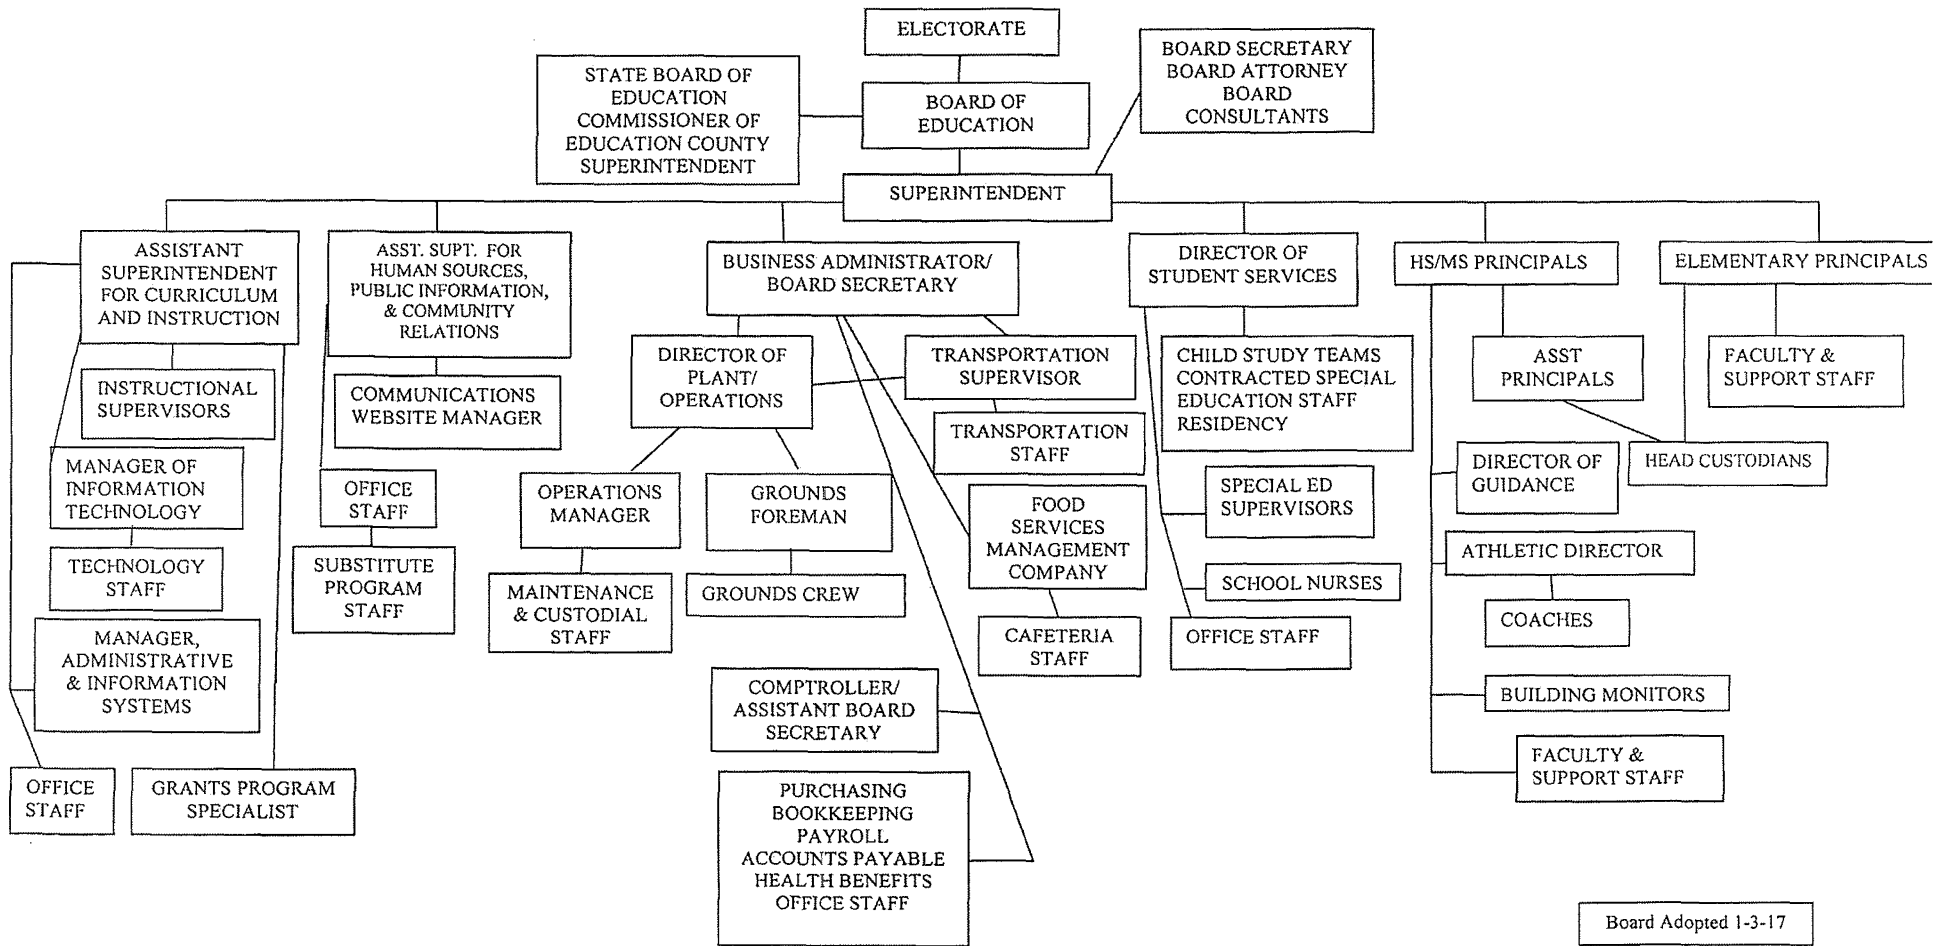 ELECTORATE
STATE BOARD OF
EDUCATION
COMMISSIONER OF
EDUCATION COUNTY
SUPERINTENDENT
BOARD OF
EDUCATION
BOARD SECRETARY
BOARD ATTORNEY
BOARD
CONSULTANTS
SUPERINTENDENT
ASSISTANT
SUPERINTENDENT
FOR CURRICULUM
AND INSTRUCTION
ASST. SUPT. FOR
HUMAN SOURCES,
PUBLIC INFORMATION,
& COMMUNITY
RELATIONS
BUSINESS ADMINISTRATOR/
BOARD SECRETARY
DIRECTOR OF
STUDENT SERVICES
HS/MS PRINCIPALS
ELEMENTARY PRINCIPALS
INSTRUCTIONAL
SUPERVISORS
COMMUNICATIONS
WEBSITE MANAGER
DIRECTOR OF
PLANT/
OPERATIONS
TRANSPORTATION
SUPERVISOR
CHILD STUDY TEAMS
CONTRACTED SPECIAL
EDUCATION STAFF
RESIDENCY
ASST
PRINCIPALS
FACULTY &
SUPPORT STAFF
TRANSPORTATION
STAFF
MANAGER OF
INFORMATION
TECHNOLOGY
OFFICE
STAFF
OPERATIONS
MANAGER
GROUNDS
FOREMAN
FOOD
SERVICES
MANAGEMENT
COMPANY
SPECIAL ED
SUPERVISORS
DIRECTOR OF
GUIDANCE
HEAD CUSTODIANS
TECHNOLOGY
STAFF
SUBSTITUTE
PROGRAM
STAFF
MAINTENANCE
& CUSTODIAL
STAFF
GROUNDS CREW
SCHOOL NURSES
ATHLETIC DIRECTOR
COACHES
MANAGER,
ADMINISTRATIVE
& INFORMATION
SYSTEMS
CAFETERIA
STAFF
OFFICE STAFF
COMPTROLLER/
ASSISTANT BOARD
SECRETARY
BUILDING MONITORS
FACULTY &
SUPPORT STAFF
OFFICE
STAFF
GRANTS PROGRAM
SPECIALIST
PURCHASING
BOOKKEEPING
PAYROLL
ACCOUNTS PAYABLE
HEALTH BENEFITS
OFFICE STAFF
Board Adopted 1-3-17